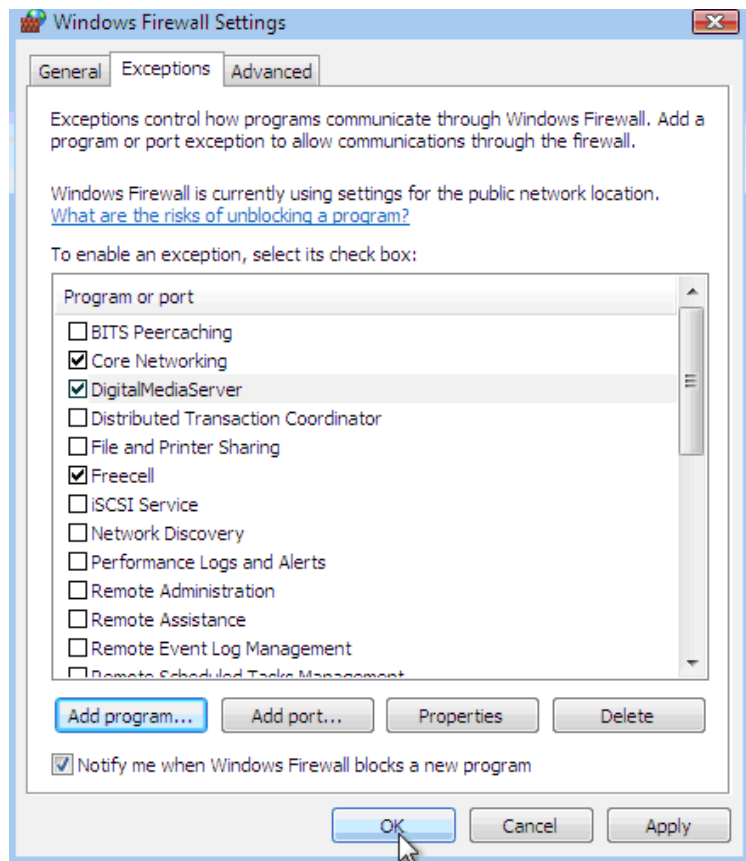 Windows Firewall Settings
General Exceptions Advanced
Exceptions control how programs communicate through Windows Firewall. Add a
program or port exception to allow communications through the firewall.
Windows Firewall is currently using settings for the public network location.
What are the risks of unblocking a program?
To enable an exception, select its check box:
Program or port
BITS Peercaching
Core Networking
DigitalMediaServer
Distributed Transaction Coordinator
File and Printer Sharing
Freecell
iSCSI Service
Network Discovery
Performance Logs and Alerts
Remote Administration
Remote Assistance
Remote Event Log Management
Remote Scheduled Tasks Management
Add program... Add port... Properties Delete
Notify me when Windows Firewall blocks a new program
OK Cancel Apply